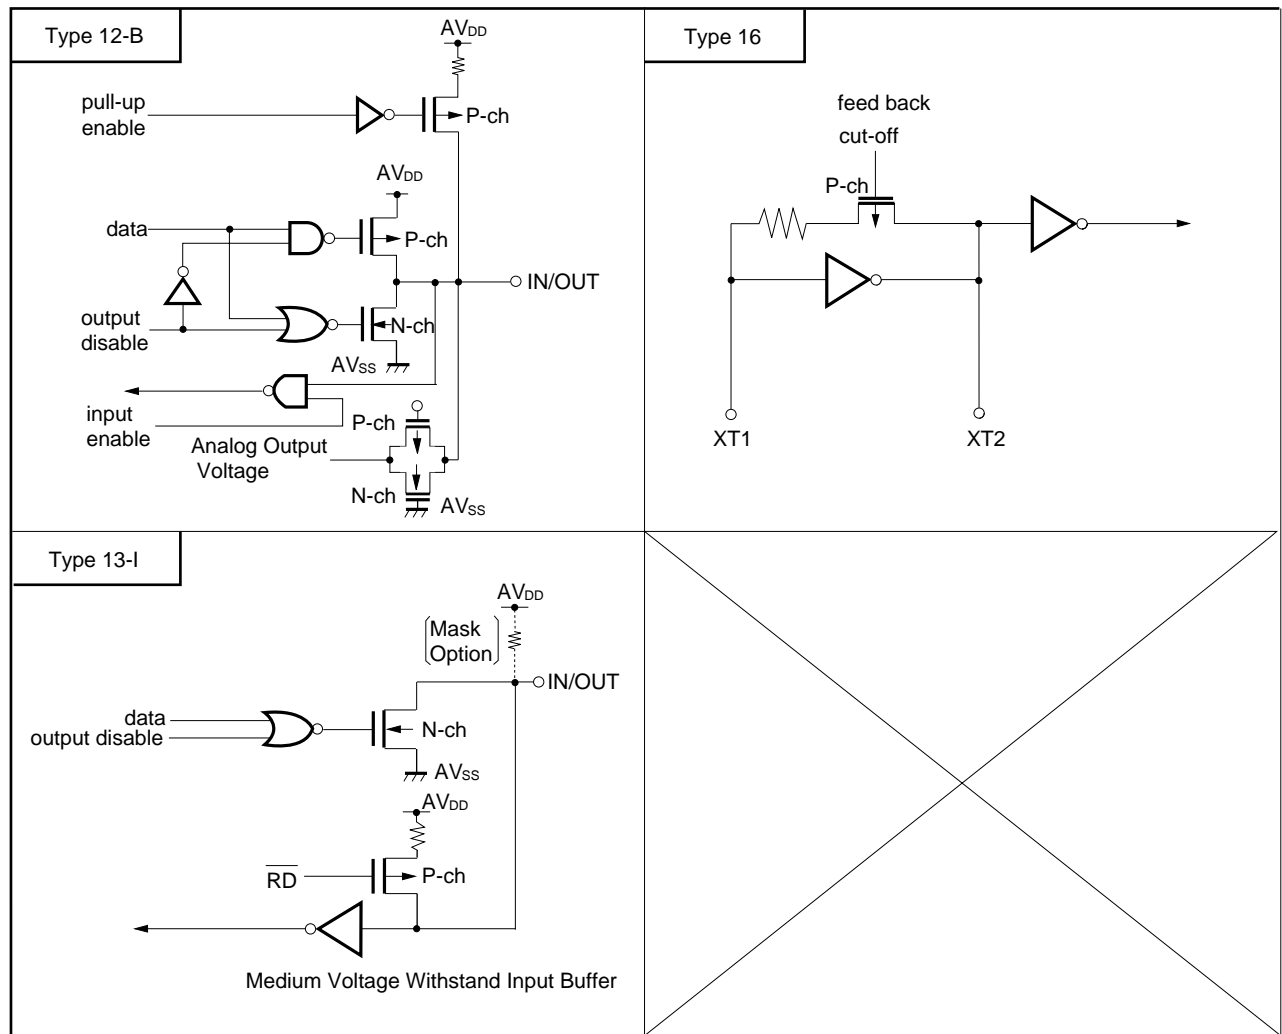 Type 12-B
AVDD
pull-up
enable
P-ch
AVDD
data
P-ch
IN/OUT
output
disable
N-ch
AVSS
input
enable
P-ch
Analog Output
Voltage
N-ch
AVSS
Type 16
feed back
cut-off
P-ch
XT1
XT2
Type 13-I
AVDD
Mask
Option
IN/OUT
data
output disable
N-ch
AVSS
AVDD
RD
P-ch
Medium Voltage Withstand Input Buffer